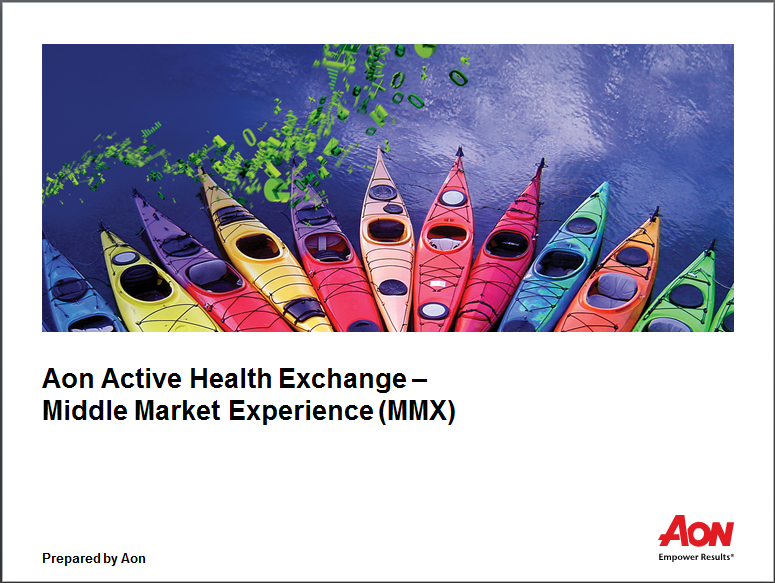 Aon Active Health Exchange –
Middle Market Experience (MMX)
Prepared by Aon
AON
Empower Results®